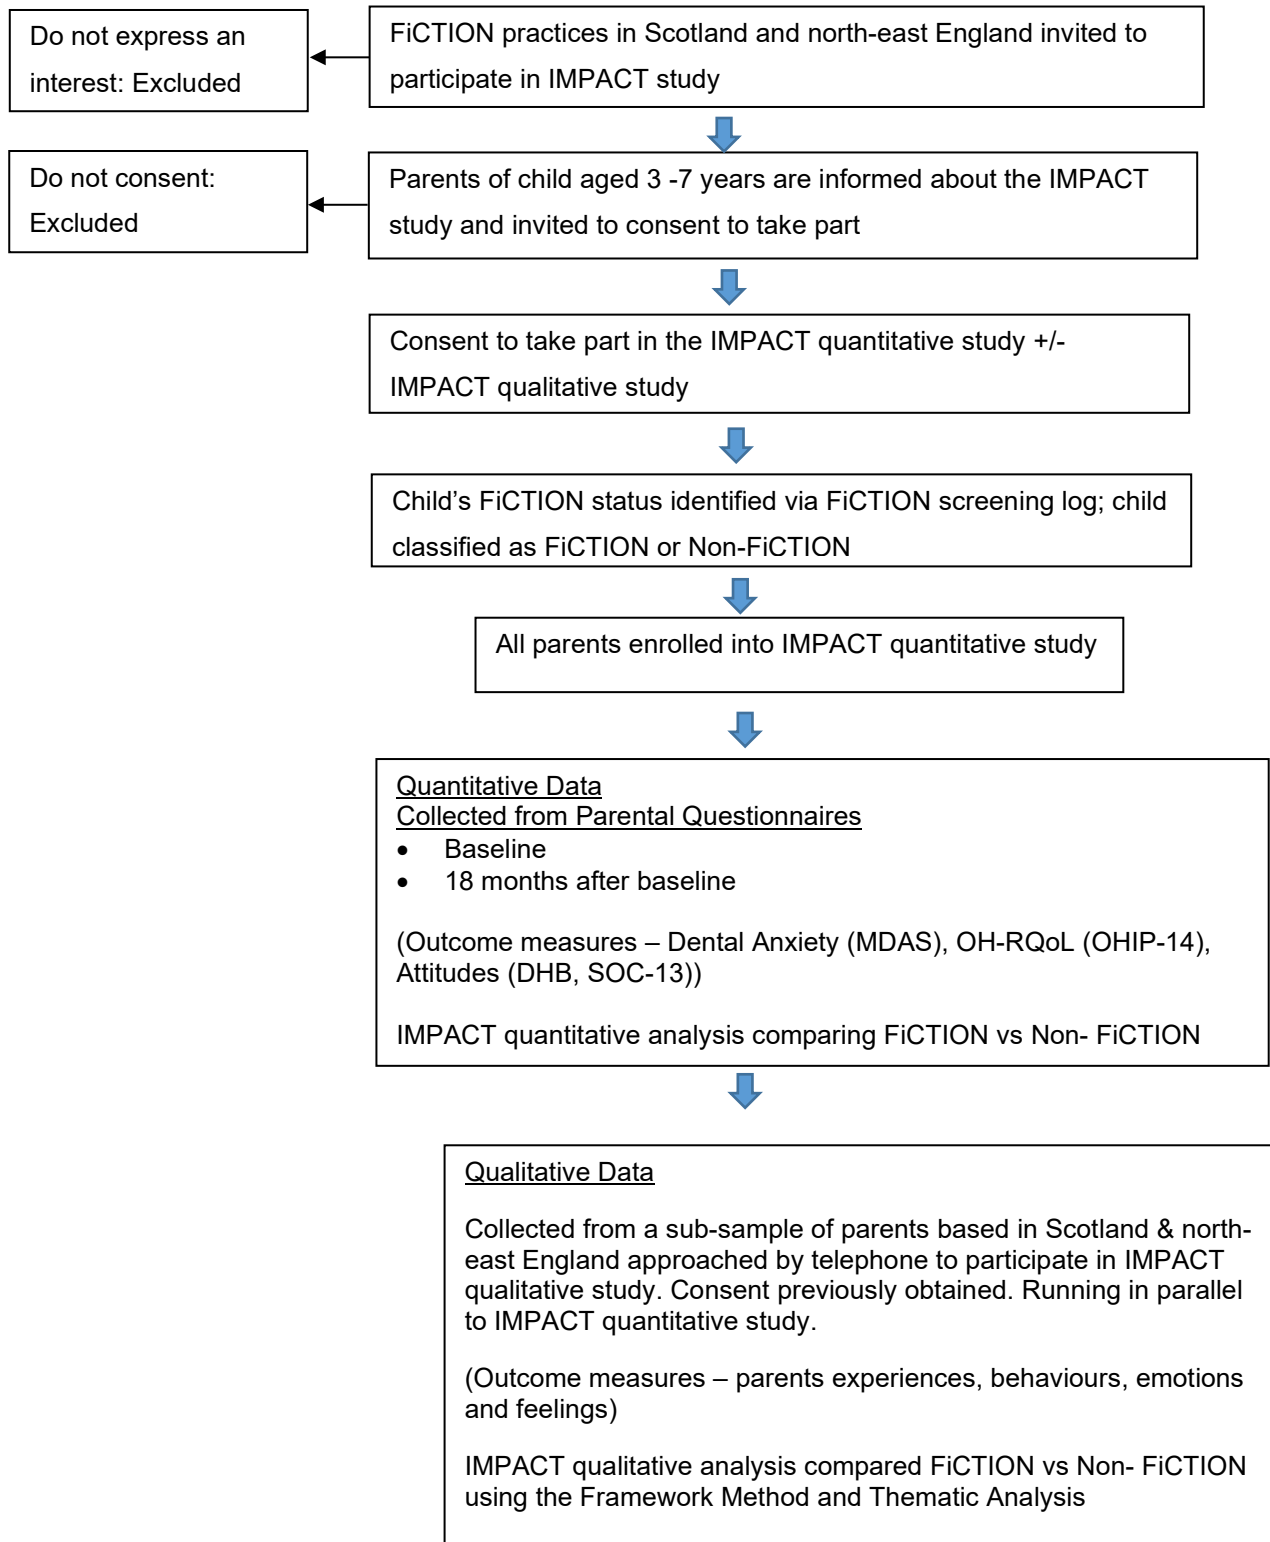 Do not express an
interest: Excluded
FiCTION practices in Scotland and north-east England invited to
participate in IMPACT study
Do not consent:
Excluded
Parents of child aged 3 -7 years are informed about the IMPACT
study and invited to consent to take part
Consent to take part in the IMPACT quantitative study +/-
IMPACT qualitative study
Child’s FiCTION status identified via FiCTION screening log; child
classified as FiCTION or Non-FiCTION
All parents enrolled into IMPACT quantitative study
Quantitative Data
Collected from Parental Questionnaires
• Baseline
• 18 months after baseline
(Outcome measures – Dental Anxiety (MDAS), OH-RQoL (OHIP-14),
Attitudes (DHB, SOC-13))
IMPACT quantitative analysis comparing FiCTION vs Non- FiCTION
Qualitative Data
Collected from a sub-sample of parents based in Scotland & north-
east England approached by telephone to participate in IMPACT
qualitative study. Consent previously obtained. Running in parallel
to IMPACT quantitative study.
(Outcome measures – parents experiences, behaviours, emotions
and feelings)
IMPACT qualitative analysis compared FiCTION vs Non- FiCTION
using the Framework Method and Thematic Analysis